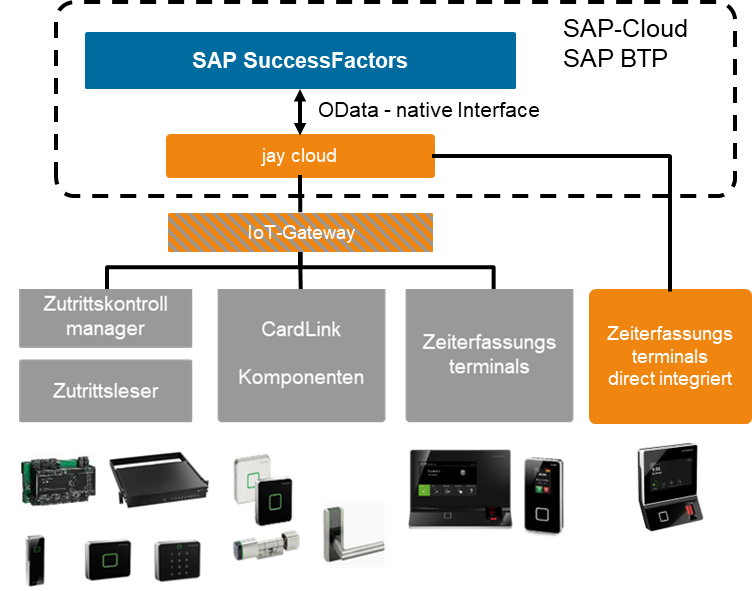 SAP-Cloud
SAP BTP
SAP SuccessFactors
OData - native Interface
jay cloud
IoT-Gateway
Zutrittskontroll
manager
Zutrittsleser
CardLink
Komponenten
Zeiterfassungs
terminals
Zeiterfassungs
terminals
direct integriert